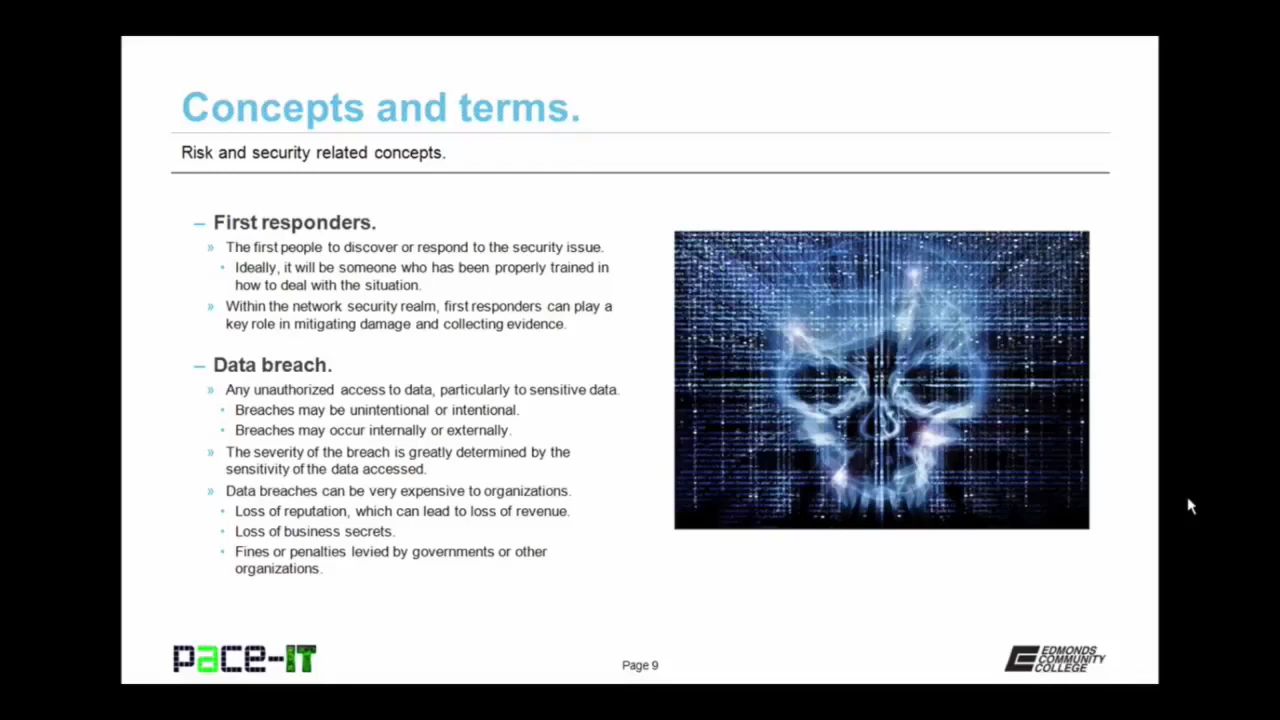 Concepts and terms.
Risk and security related concepts.
– First responders.
» The first people to discover or respond to the security issue.
• Ideally, it will be someone who has been properly trained in
how to deal with the situation.
» Within the network security realm, first responders can play a
key role in mitigating damage and collecting evidence.
– Data breach.
» Any unauthorized access to data, particularly to sensitive data.
• Breaches may be unintentional or intentional.
• Breaches may occur internally or externally.
» The severity of the breach is greatly determined by the
sensitivity of the data accessed.
» Data breaches can be very expensive to organizations.
• Loss of reputation, which can lead to loss of revenue.
• Loss of business secrets.
• Fines or penalties levied by governments or other
organizations.
pace-IT
Page 9
EDMONDS
COMMUNITY
COLLEGE